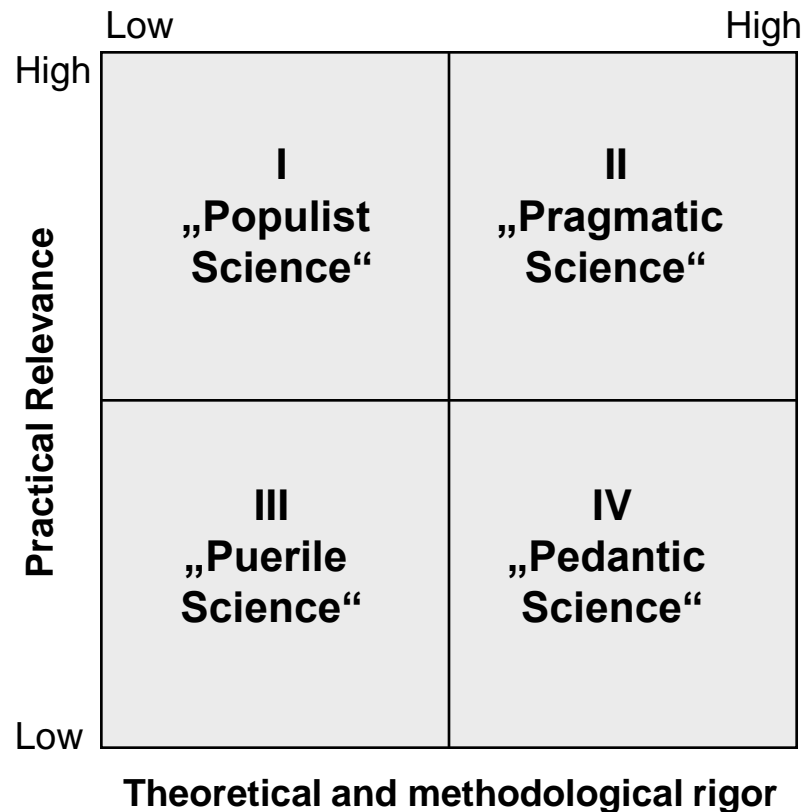 Low
High
High
I
„Populist
Science“
II
„Pragmatic
Science“
Practical Relevance
III
„Puerile
Science“
IV
„Pedantic
Science“
Low
Theoretical and methodological rigor